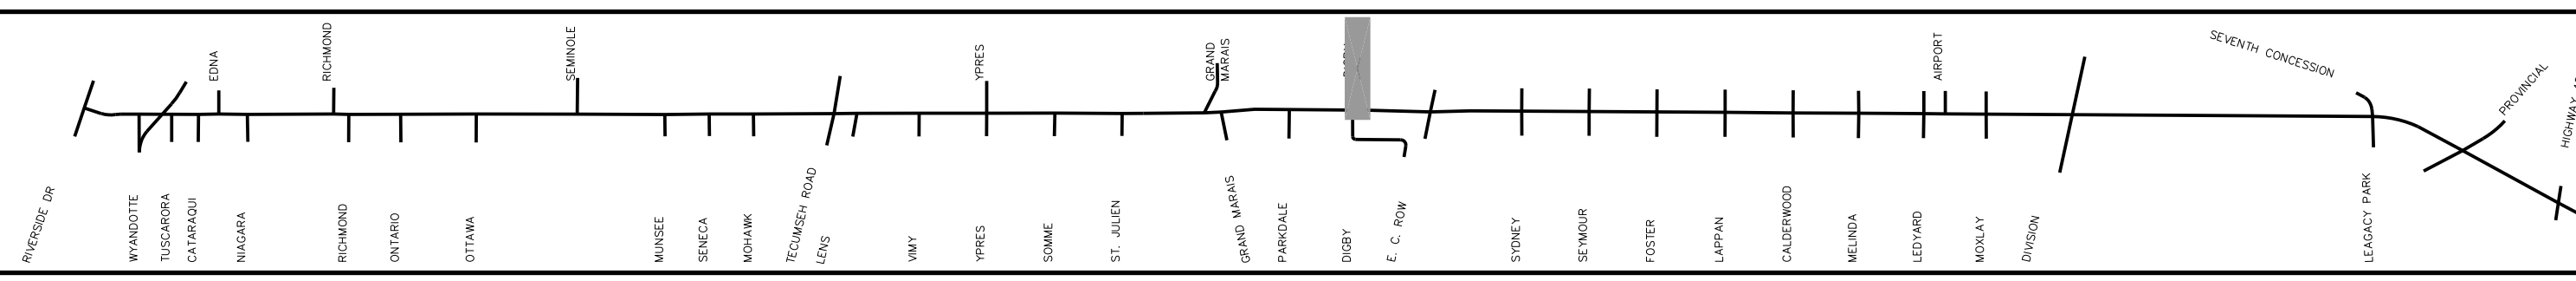 EDNA
RICHMOND
SEMINOLE
YPRES
GRAND
MARAIS
AIRPORT
SEVENTH CONCESSION
PROVINCIAL
HIGHWAY
RIVERSIDE DR
WYANDOTTE
TUSCARORA
CATARAQUI
NIAGARA
RICHMOND
ONTARIO
OTTAWA
MUNSEE
SENECA
MOHAWK
TECUMSEH ROAD
LENS
VIMY
YPRES
SOMME
ST. JULIEN
GRAND MARAIS
PARKDALE
DIGBY
E. C. ROW
SYDNEY
SEYMOUR
FOSTER
LAPPAN
CALDERWOOD
MELINDA
LEDYARD
MOXLAY
DIVISION
LEAGACY PARK